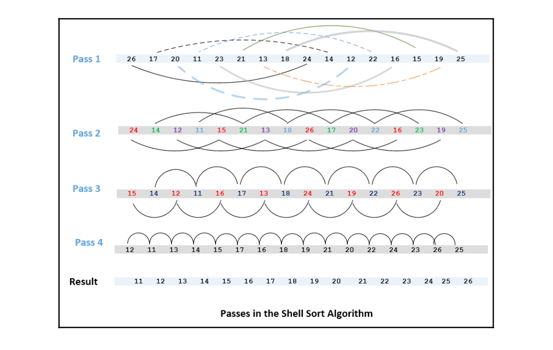 Pass 1 26 17 20 11 23 21 13 18 24 14 12 22 16 15 19 25
Pass 2 24 14 12 11 15 21 13 18 26 17 20 22 16 23 19 25
Pass 3 15 14 12 11 16 17 13 18 24 21 19 22 26 23 20 25
Pass 4 12 11 13 14 15 17 16 18 19 21 20 22 24 23 26 25
Result 11 12 13 14 15 16 17 18 19 20 21 22 23 24 25 26
Passes in the Shell Sort Algorithm